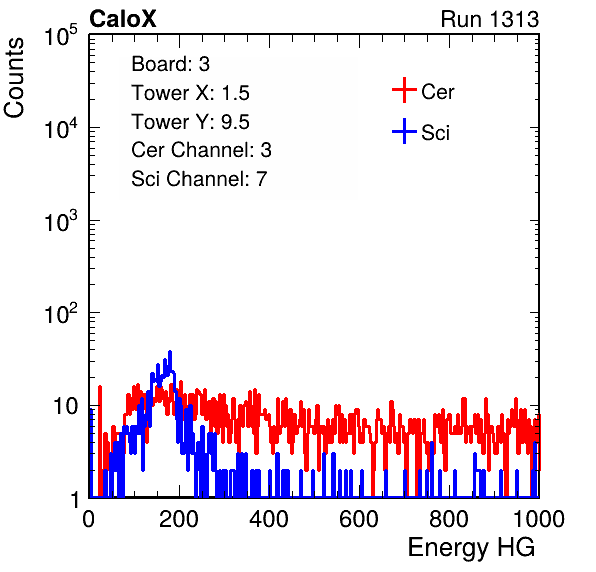 CaloX Run 1313
Board: 3
Tower X: 1.5
Tower Y: 9.5
Cer Channel: 3
Sci Channel: 7
Cer
Sci
Counts
10^5
10^4
10^3
10^2
10
1
0 200 400 600 800 1000
Energy HG